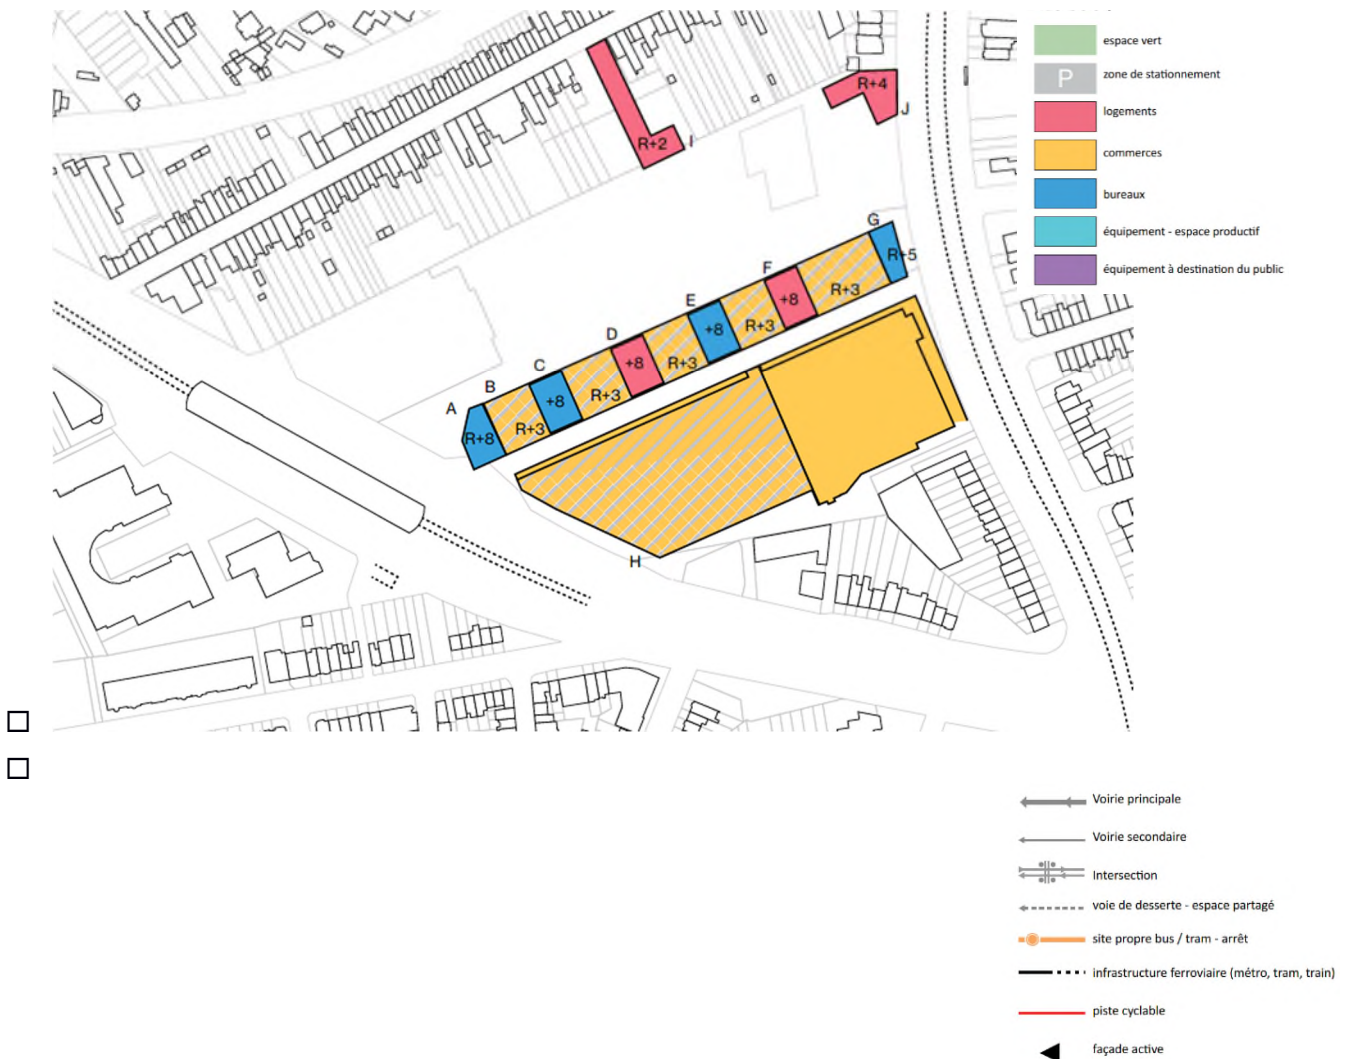 espace vert
P
zone de stationnement
logements
commerces
bureaux
équipement - espace productif
équipement à destination du public
R+4
J
R+2
I
G
R+5
F
+8
R+3
E
+8
R+3
D
+8
R+3
C
+8
R+3
B
R+3
A
R+8
H
Voirie principale
Voirie secondaire
Intersection
voie de desserte - espace partagé
site propre bus / tram - arrêt
infrastructure ferroviaire (métro, tram, train)
piste cyclable
façade active